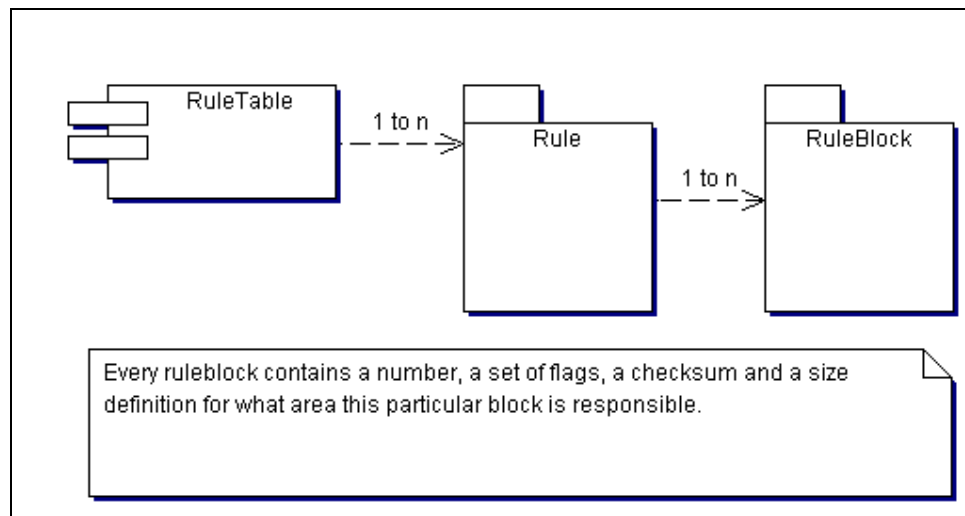 RuleTable
1 to n
Rule
1 to n
RuleBlock
Every ruleblock contains a number, a set of flags, a checksum and a size
definition for what area this particular block is responsible.